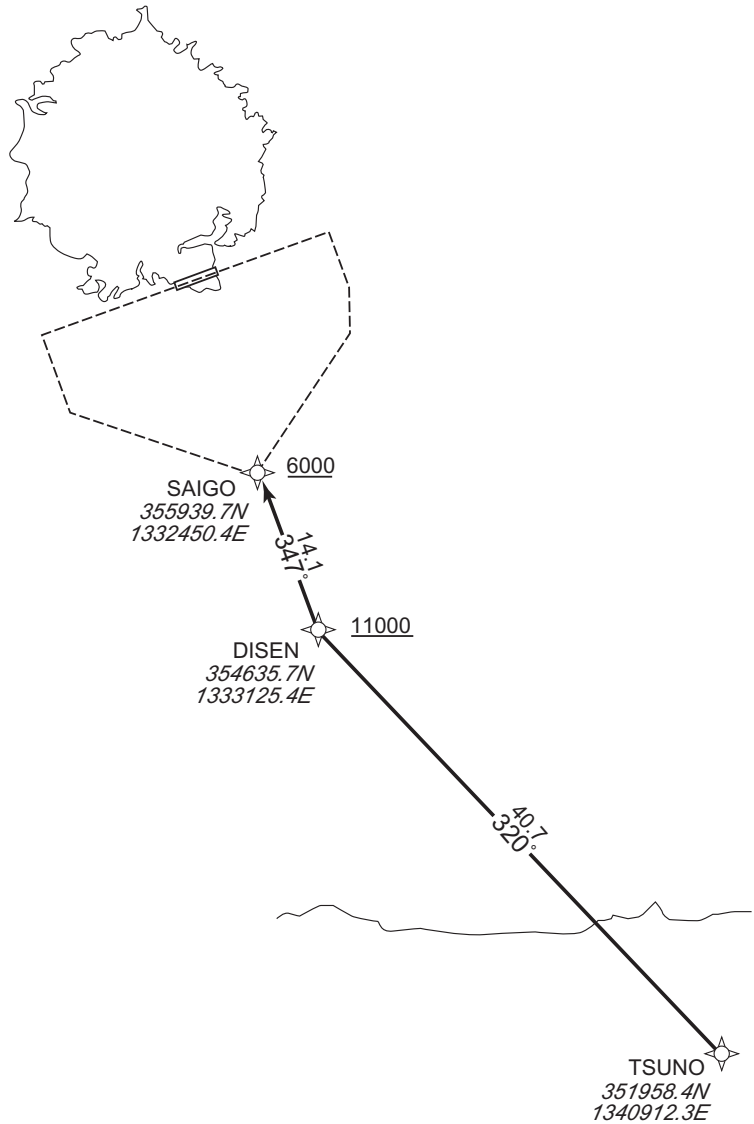 6000
SAIGO
355939.7N
1332450.4E
14.1
347°
11000
DISEN
354635.7N
1333125.4E
40.7
320°
TSUNO
351958.4N
1340912.3E